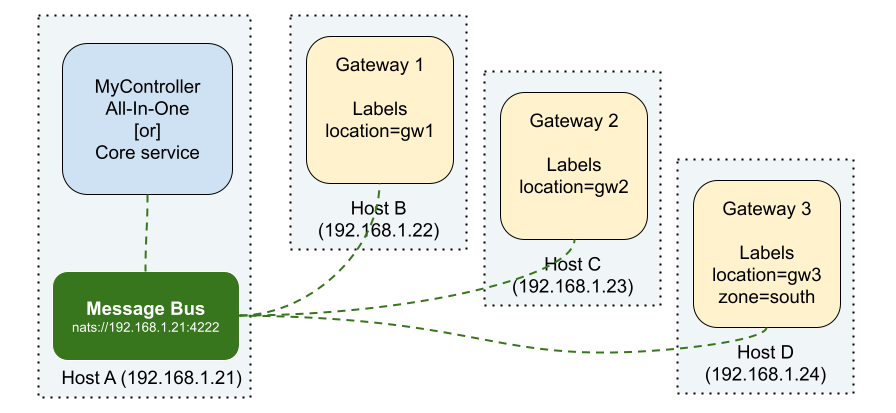 MyController
All-In-One
[or]
Core service
Message Bus
nats://192.168.1.21:4222
Host A (192.168.1.21)
Gateway 1
Labels
location=gw1
Host B
(192.168.1.22)
Gateway 2
Labels
location=gw2
Host C
(192.168.1.23)
Gateway 3
Labels
location=gw3
zone=south
Host D
(192.168.1.24)